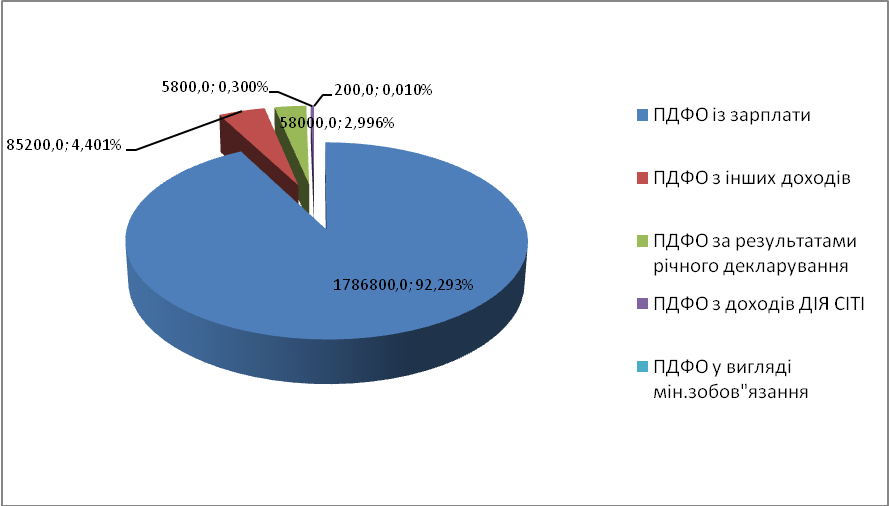 5800,0; 0,300%
200,0; 0,010%
58000,0; 2,996%
85200,0; 4,401%
1786800,0; 92,293%
ПДФО із зарплати
ПДФО з інших доходів
ПДФО за результатами
річного декларування
ПДФО з доходів ДІЯ СІТІ
ПДФО у вигляді
мін.зобов"язання